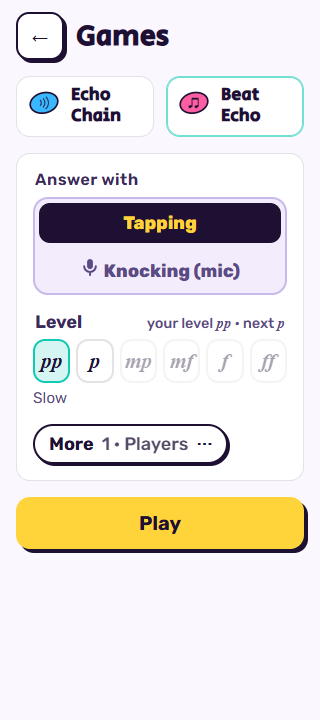 ← Games
Echo Chain
Beat Echo
Answer with
Tapping
Knocking (mic)
Level your level pp • next p
pp p mp mf f ff
Slow
More 1 • Players ···
Play